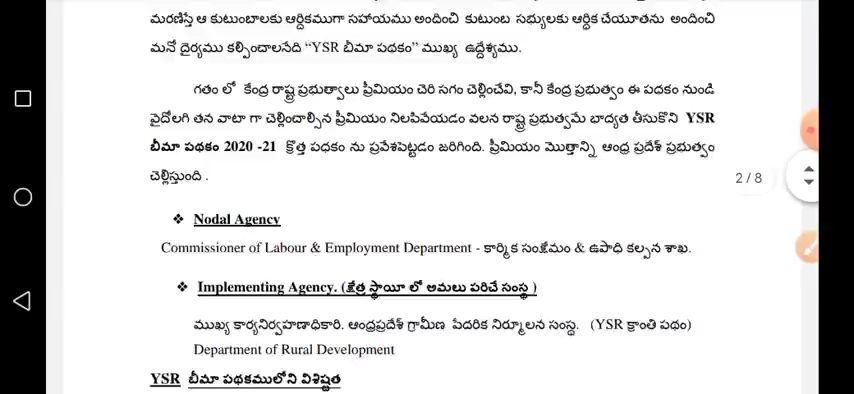 మరణిస్తే ఆ కుటుంబాలకు ఆర్దికముగా సహాయము అందించి కుటుంబ సభ్యులకు ఆర్ధిక చేయూతను అందించి
మనో ధైర్యము కల్పించాలనేది “YSR బీమా పథకం” ముఖ్య ఉద్దేశ్యము.
గతం లో కేంద్ర రాష్ట్ర ప్రభుత్వాలు ప్రీమియం చెరి సగం చెల్లించేవి, కానీ కేంద్ర ప్రభుత్వం ఈ పధకం నుండి
వైదోలగి తన వాటా గా చెల్లించాల్సిన ప్రీమియం నిలపివేయడం వలన రాష్ట్ర ప్రభుత్వమే బాద్యత తీసుకొని YSR
బీమా పథకం 2020 -21 క్రొత్త పధకం ను ప్రవేశపెట్టడం జరిగింది. ప్రీమియం మొత్తాన్ని ఆంధ్ర ప్రదేశ్ ప్రభుత్వం
చెల్లిస్తుంది .
2 / 8
❖ Nodal Agency
Commissioner of Labour & Employment Department - కార్మిక సంక్షేమం & ఉపాధి కల్పన శాఖ.
❖ Implementing Agency. (క్షేత్ర స్థాయీ లో అమలు పరిచే సంస్థ )
ముఖ్య కార్యనిర్వహణాధికారి. ఆంధ్రప్రదేశ్ గ్రామీణ పేదరిక నిర్మూలన సంస్థ. (YSR క్రాంతి పథం)
Department of Rural Development
YSR బీమా పథకములోని విశిష్టత